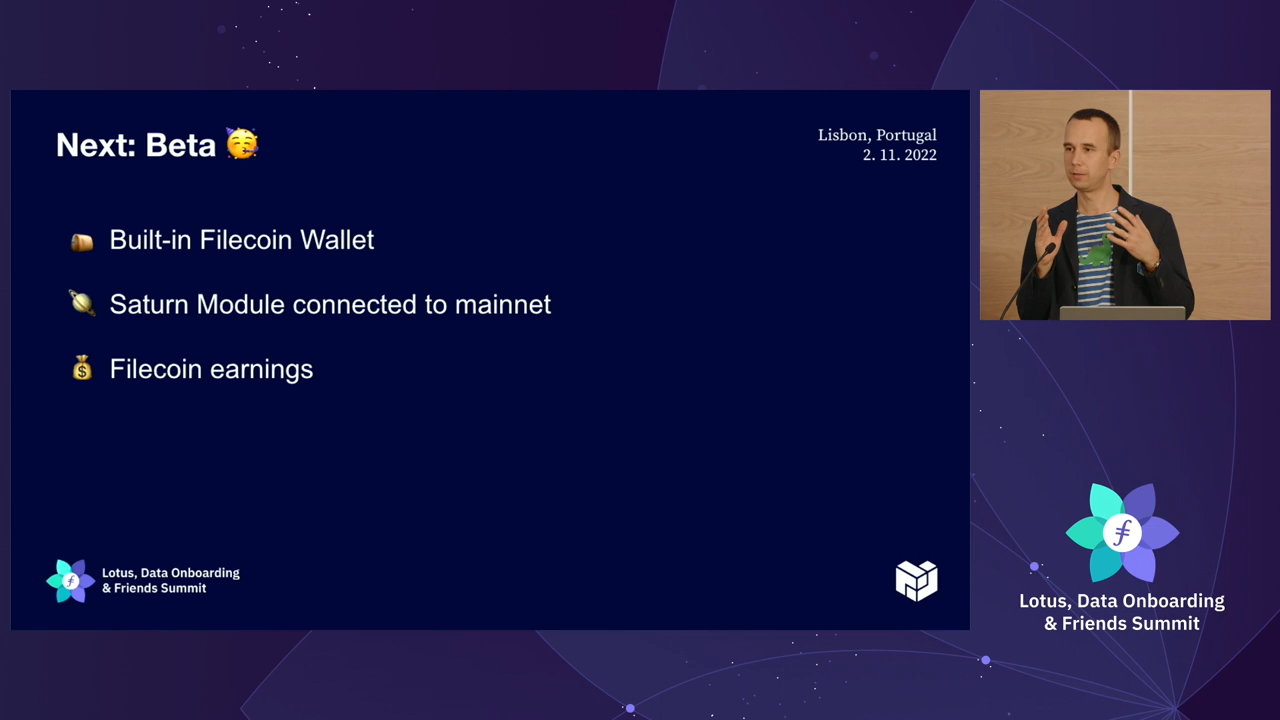 Next: Beta 🥳
Lisbon, Portugal
2. 11. 2022
Built-in Filecoin Wallet
🪐 Saturn Module connected to mainnet
💰 Filecoin earnings
Lotus, Data Onboarding
& Friends Summit
Lotus, Data Onboarding
& Friends Summit